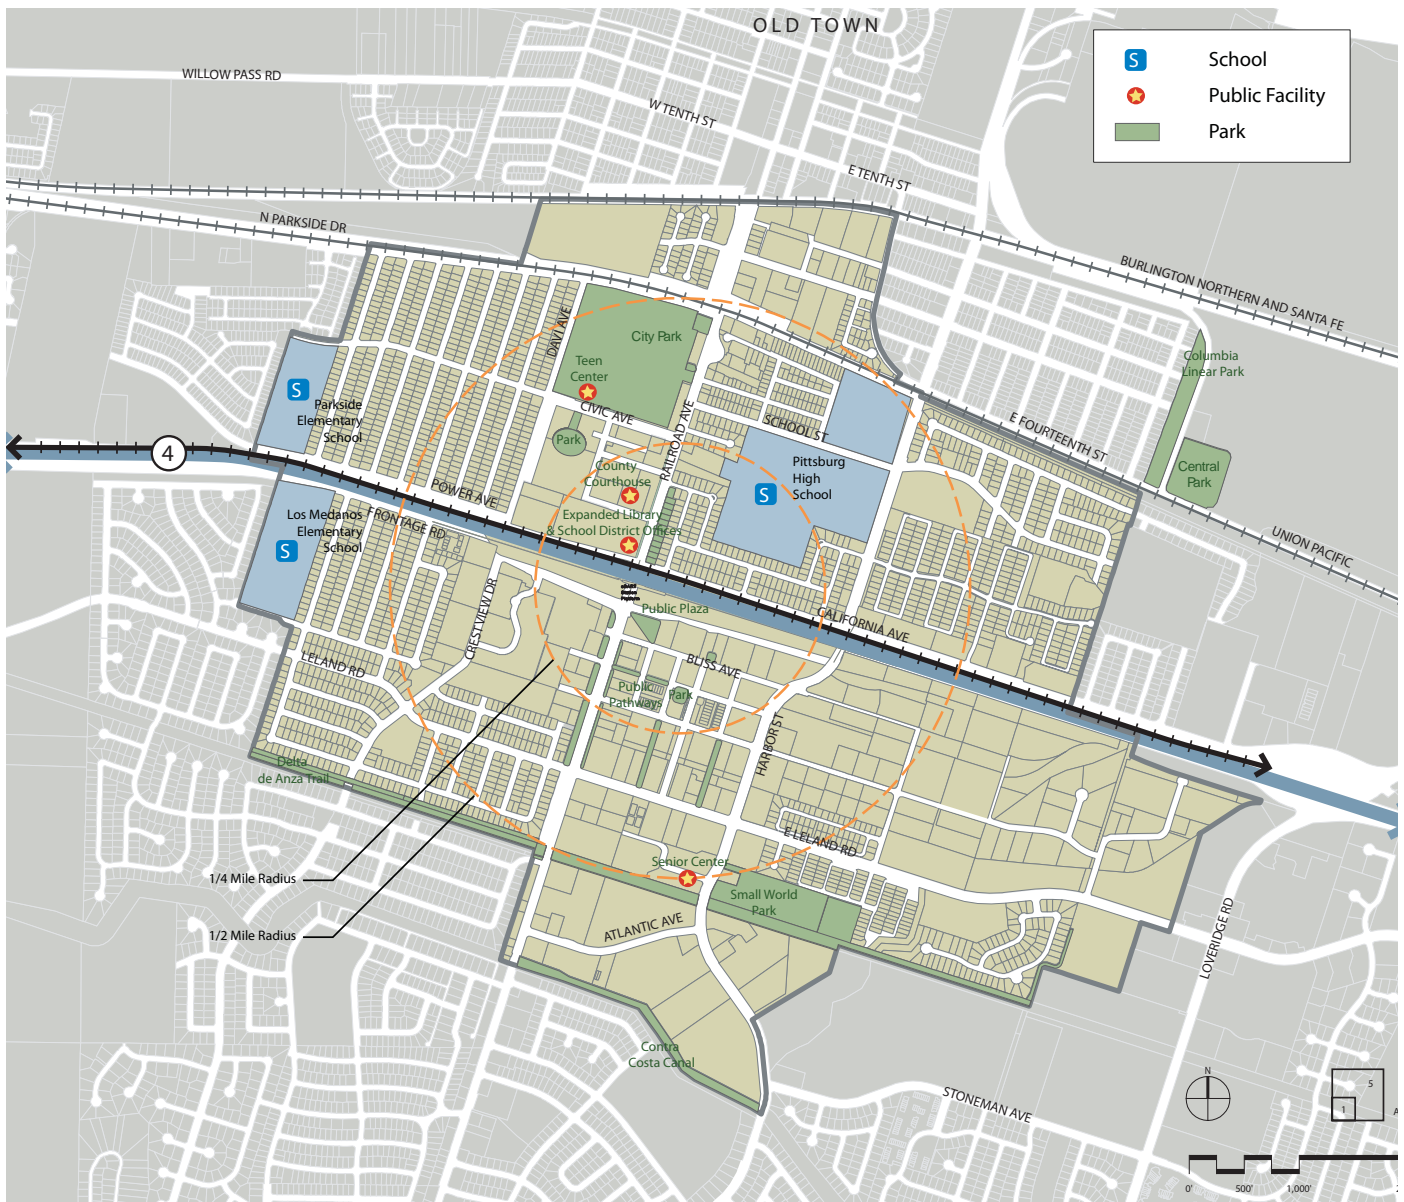 OLD TOWN
S School
Public Facility
Park
WILLOW PASS RD
W TENTH ST
E TENTH ST
N PARKSIDE DR
BURLINGTON NORTHERN AND SANTA FE
DAVI AVE
City Park
Teen
Center
Columbia
Linear Park
S
Parkside
Elementary
School
CIVIC AVE
RAILROAD AVE
SCHOOL ST
E FOURTEENTH ST
Park
4
County
Courthouse
Pittsburg
High
School
S
Central
Park
POWER AVE
FRONTAGE RD
Los Medanos
Elementary
School
S
Expanded Library
& School District Offices
UNION PACIFIC
Public Plaza
CALIFORNIA AVE
CRESTVIEW DR
LELAND RD
BLISS AVE
Public
Pathways
Park
HARBOR ST
Delta
de Anza Trail
E LELAND RD
1/4 Mile Radius
Senior Center
Small World
Park
1/2 Mile Radius
ATLANTIC AVE
LOVERIDGE RD
Contra
Costa Canal
STONEMAN AVE
N
5
1
A
0'
500'
1,000'
2